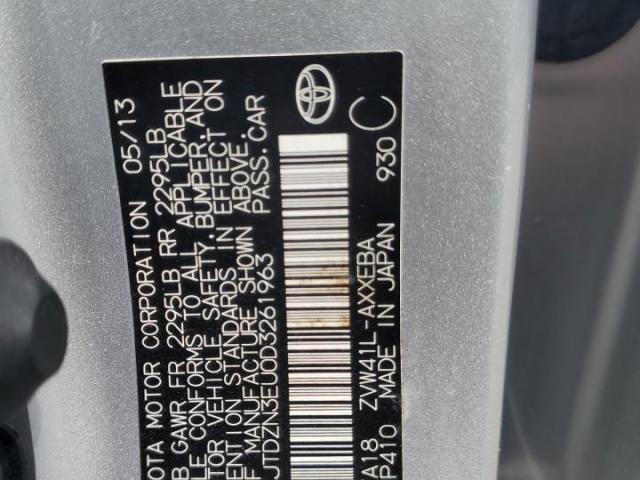 OTA MOTOR CORPORATION 05/13
B GAWR FR 2295LB RR 2295LB
LE CONFORMS TO ALL APPLICABLE
TOR VEHICLE SAFETY, BUMPER, AND
ENTION STANDARDS IN EFFECT ON
F MANUFACTURE SHOWN ABOVE.
JTDZN3EU0D3261963 PASS.CAR
A18 ZVW41L-AXXEBA 930 C
P410 MADE IN JAPAN